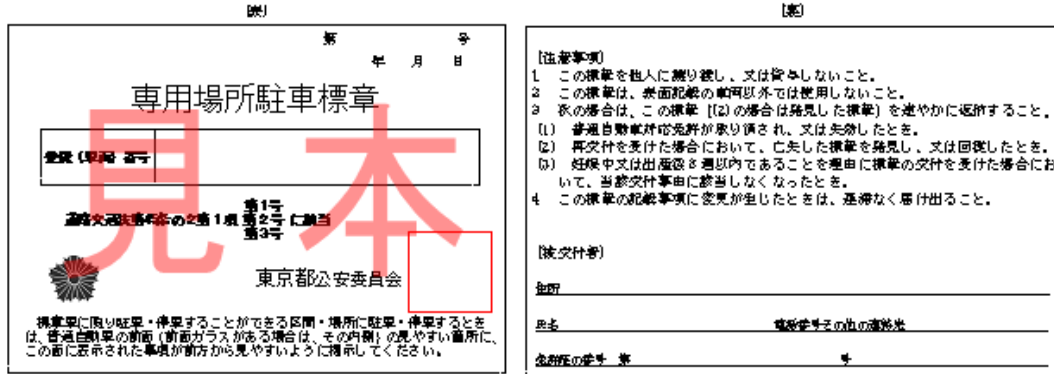 (表)
第 号
年 月 日
専用場所駐車標章
登録(車両)番号
第1号
道路交通法第45条の2第1項 第2号 に該当
第3号
東京都公安委員会
標章車に限り駐車・停車することができる区間・場所に駐車・停車するとき
は、普通自動車の前面(前面ガラスがある場合は、その内側)の見やすい箇所に、
この面に表示された事項が前方から見やすいように掲示してください。
見本
(裏)
[注意事項]
1 この標章を他人に譲り渡し、又は貸与しないこと。
2 この標章は、表面記載の車両以外では使用しないこと。
3 次の場合は、この標章 [(2)の場合は発見した標章] を速やかに返納すること。
(1) 普通自動車対応免許が取り消され、又は失効したとき。
(2) 再交付を受けた場合において、亡失した標章を発見し、又は回復したとき。
(3) 妊娠中又は出産後8週以内であることを理由に標章の交付を受けた場合にお
いて、当該交付事由に該当しなくなったとき。
4 この標章の記載事項に変更が生じたときは、遅滞なく届け出ること。
[被交付者]
住所
氏名 電話番号その他の連絡先
免許証の番号 第 号